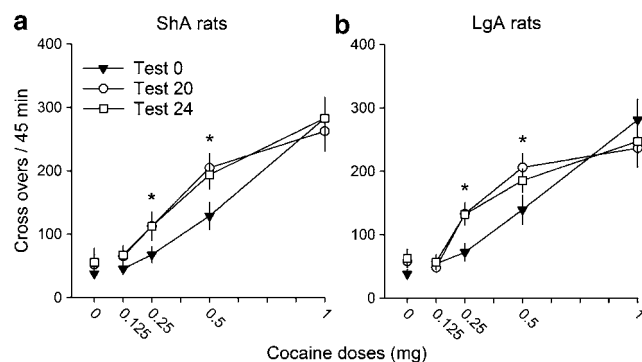 a
ShA rats
b
LgA rats
400
300
200
100
0
Cross overs / 45 min
Test 0
Test 20
Test 24
*
*
0
0.125
0.25
0.5
1
400
300
200
100
0
*
*
0
0.125
0.25
0.5
1
Cocaine doses (mg)